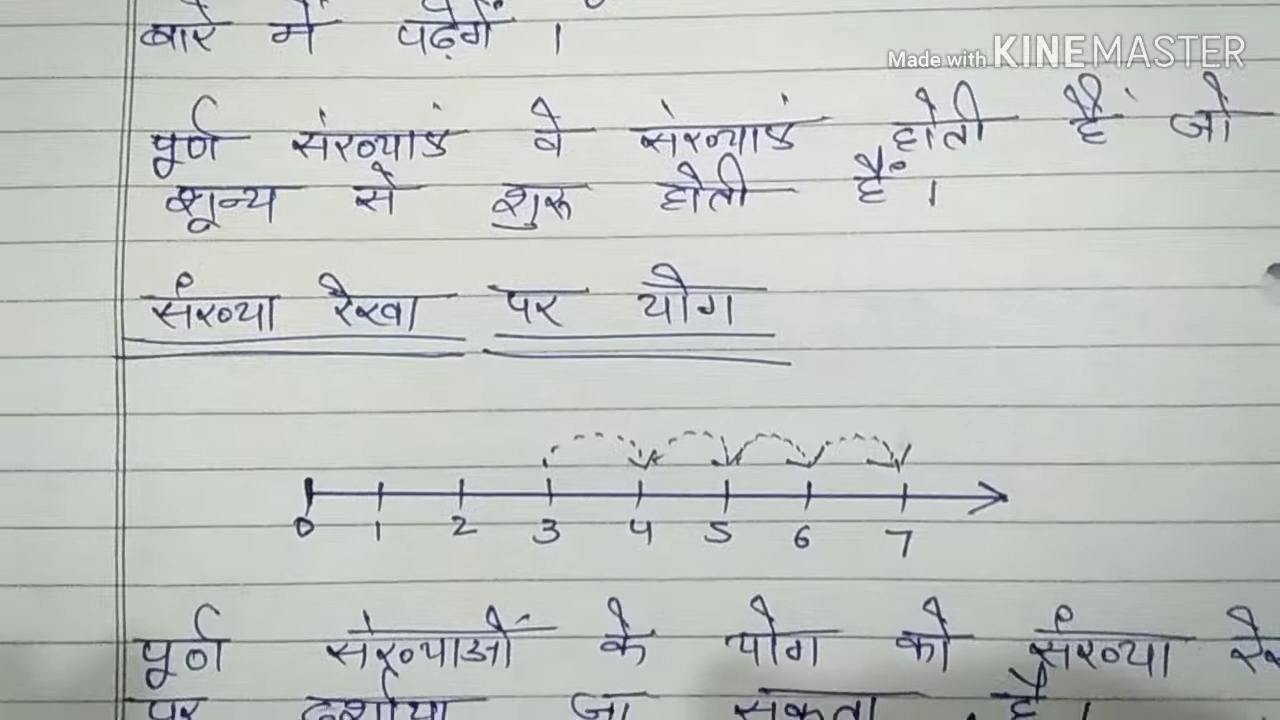 बारे में पढ़ेगें ।
Made with KINEMASTER
पूर्ण संख्याएं वे संख्याएं होती हैं जो
शून्य से शुरू होती हैं ।
संख्या रेखा पर योग
0 1 2 3 4 5 6 7
पूर्ण संख्याओं के योग को संख्या
पर दर्शाया जा सकता है ।